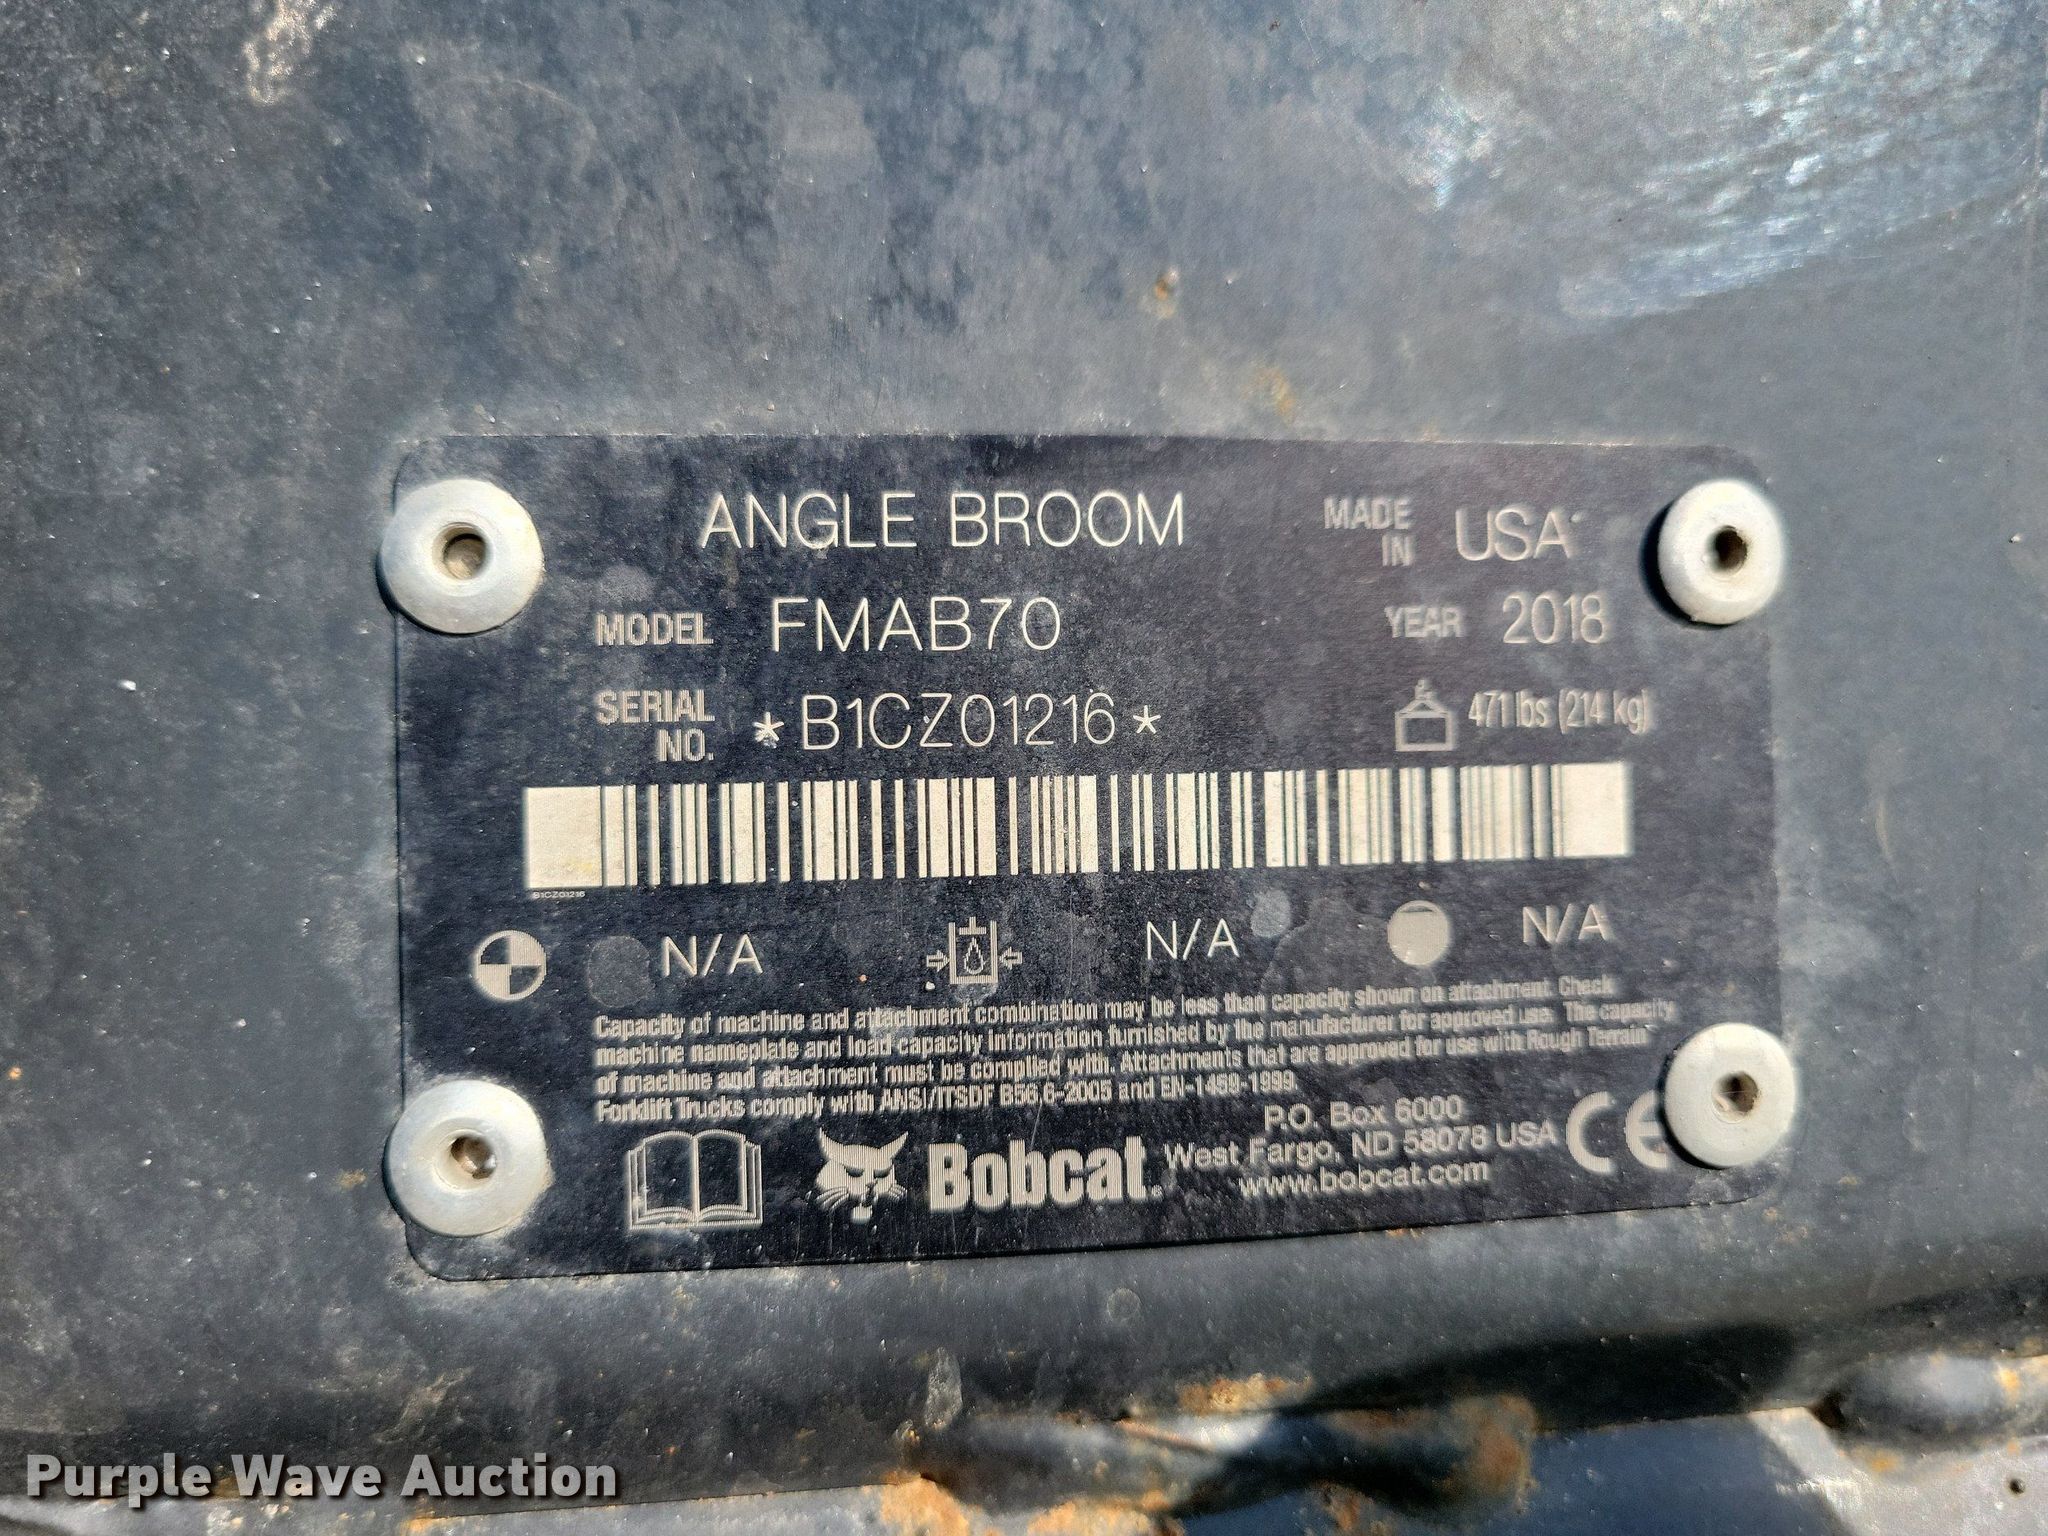 ANGLE BROOM
MADE IN USA
MODEL FMAB70
YEAR 2018
SERIAL NO. *B1CZ01216*
471 lbs (214 kg)
B1CZ01216
N/A
N/A
N/A
Capacity of machine and attachment combination may be less than capacity shown on attachment. Check
machine nameplate and load capacity information furnished by the manufacturer for approved use. The capacity
of machine and attachment must be complied with. Attachments that are approved for use with Rough Terrain
Forklift Trucks comply with ANSI/ITSDF B56.6-2005 and EN-1459-1999.
Bobcat.
P.O. Box 6000
West Fargo, ND 58078 USA
www.bobcat.com
CE
Purple Wave Auction